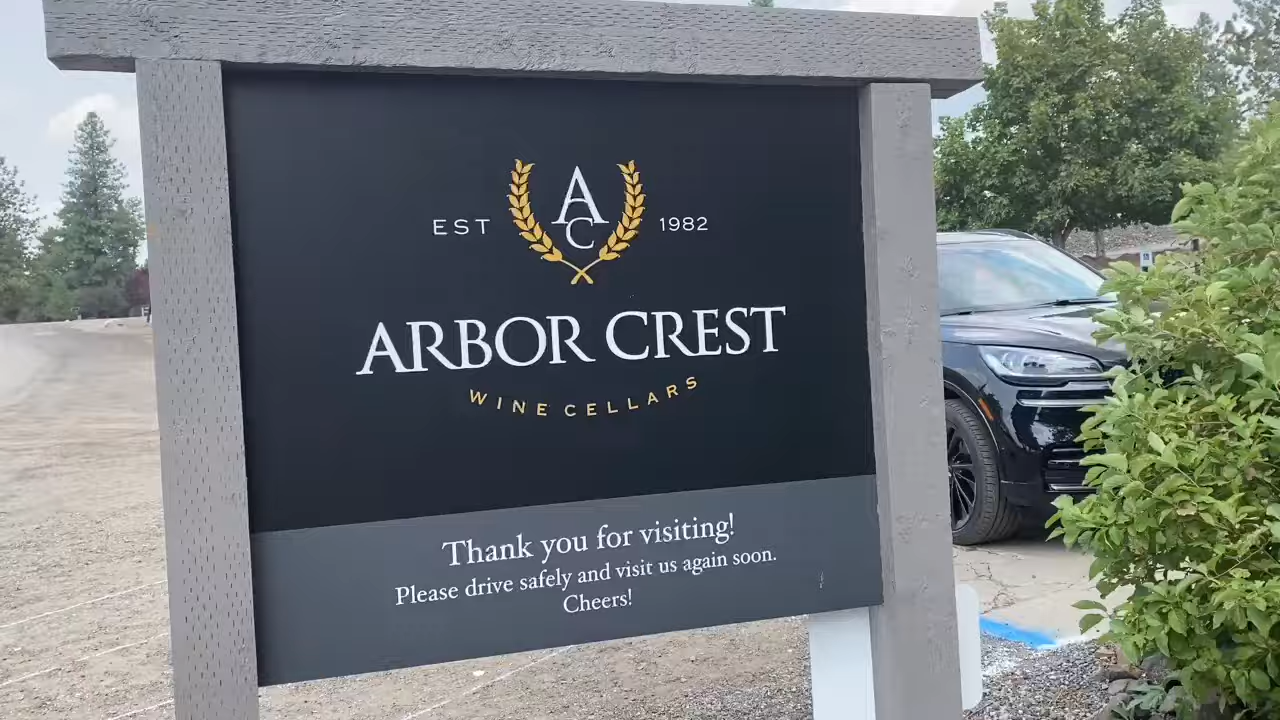 EST AC 1982
ARBOR CREST
WINE CELLARS
Thank you for visiting!
Please drive safely and visit us again soon.
Cheers!